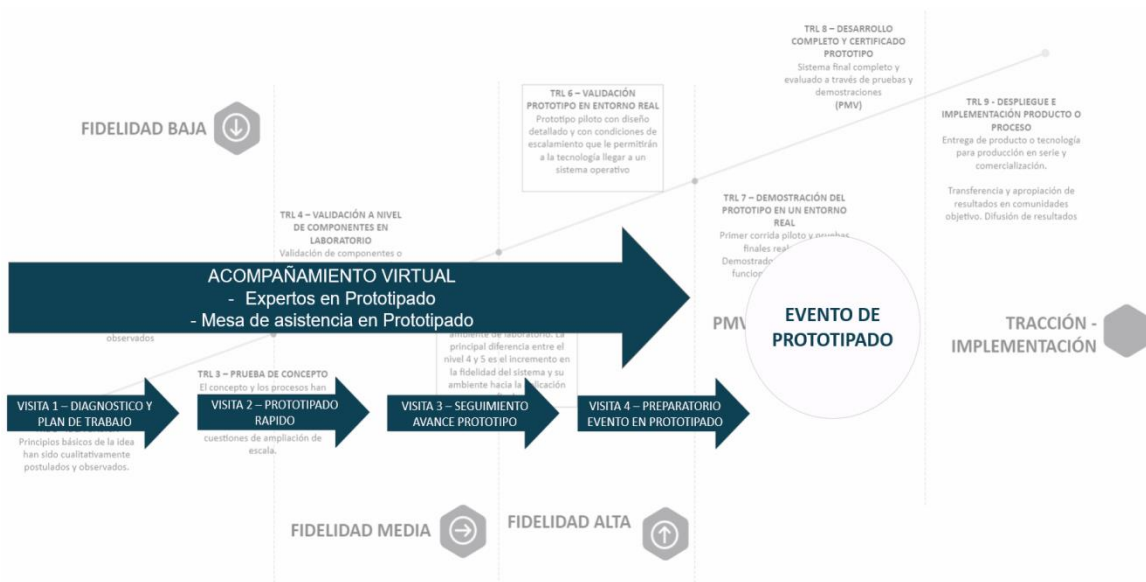 TRL 8 – DESARROLLO
COMPLETO Y CERTIFICADO
PROTOTIPO
Sistema final completo y
evaluado a través de pruebas y
demostraciones
(PMV)
TRL 6 – VALIDACIÓN
PROTOTIPO EN ENTORNO REAL
Prototipo piloto con diseño
detallado y con condiciones de
escalamiento que le permitirán
a la tecnología llegar a un
sistema operativo
TRL 9 - DESPLIEGUE E
IMPLEMENTACIÓN PRODUCTO O
PROCESO
Entrega de producto o tecnología
para producción en serie y
comercialización.
Transferencia y apropiación de
resultados en comunidades
objetivo. Difusión de resultados
FIDELIDAD BAJA
TRL 4 – VALIDACIÓN A NIVEL
DE COMPONENTES EN
LABORATORIO
Validación de componentes o
TRL 7 – DEMOSTRACIÓN DEL
PROTOTIPO EN UN ENTORNO
REAL
Primer corrida piloto y pruebas
finales
ACOMPAÑAMIENTO VIRTUAL
- Expertos en Prototipado
- Mesa de asistencia en Prototipado
observados
ambiente de laboratorio. La
principal diferencia entre el
nivel 4 y 5 es el incremento en
la fidelidad del sistema y su
ambiente hacia la
PMV
EVENTO DE
PROTOTIPADO
TRACCIÓN -
IMPLEMENTACIÓN
TRL 3 – PRUEBA DE CONCEPTO
El concepto y los procesos han
VISITA 1 – DIAGNOSTICO Y
PLAN DE TRABAJO
VISITA 2 – PROTOTIPADO
RAPIDO
VISITA 3 – SEGUIMIENTO
AVANCE PROTOTIPO
VISITA 4 – PREPARATORIO
EVENTO EN PROTOTIPADO
Principios básicos de la idea
han sido cualitativamente
postulados y observados.
cuestiones de ampliación de
escala.
FIDELIDAD MEDIA
FIDELIDAD ALTA